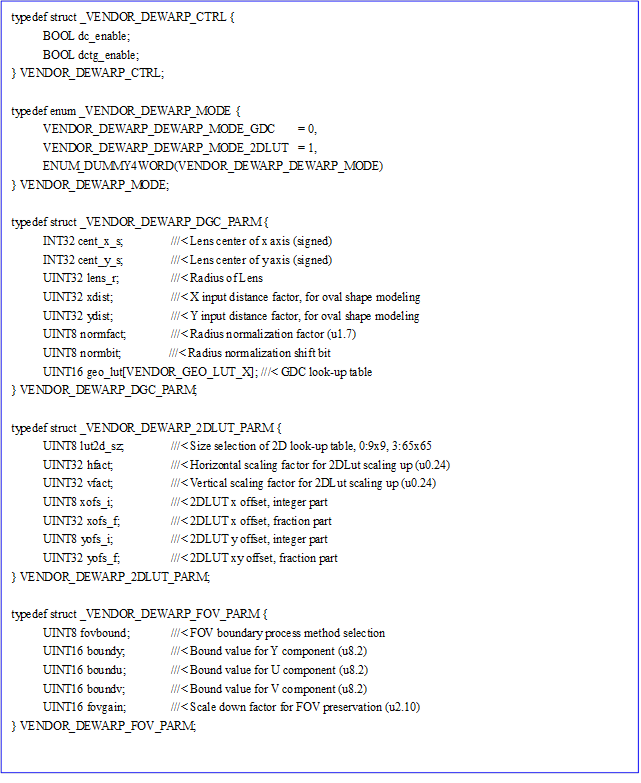 typedef struct _VENDOR_DEWARP_CTRL {
BOOL dc_enable;
BOOL dctg_enable;
} VENDOR_DEWARP_CTRL;
typedef enum _VENDOR_DEWARP_MODE {
VENDOR_DEWARP_DEWARP_MODE_GDC = 0,
VENDOR_DEWARP_DEWARP_MODE_2DLUT = 1,
ENUM_DUMMY4WORD(VENDOR_DEWARP_DEWARP_MODE)
} VENDOR_DEWARP_MODE;
typedef struct _VENDOR_DEWARP_DGC_PARM {
INT32 cent_x_s; ///< Lens center of x axis (signed)
INT32 cent_y_s; ///< Lens center of y axis (signed)
UINT32 lens_r; ///< Radius of Lens
UINT32 xdist; ///< X input distance factor, for oval shape modeling
UINT32 ydist; ///< Y input distance factor, for oval shape modeling
UINT8 normfact; ///< Radius normalization factor (u1.7)
UINT8 normbit; ///< Radius normalization shift bit
UINT16 geo_lut[VENDOR_GEO_LUT_X]; ///< GDC look-up table
} VENDOR_DEWARP_DGC_PARM;
typedef struct _VENDOR_DEWARP_2DLUT_PARM {
UINT8 lut2d_sz; ///< Size selection of 2D look-up table, 0:9x9, 3:65x65
UINT32 hfact; ///< Horizontal scaling factor for 2DLut scaling up (u0.24)
UINT32 vfact; ///< Vertical scaling factor for 2DLut scaling up (u0.24)
UINT8 xofs_i; ///< 2DLUT x offset, integer part
UINT32 xofs_f; ///< 2DLUT x offset, fraction part
UINT8 yofs_i; ///< 2DLUT y offset, integer part
UINT32 yofs_f; ///< 2DLUT xy offset, fraction part
} VENDOR_DEWARP_2DLUT_PARM;
typedef struct _VENDOR_DEWARP_FOV_PARM {
UINT8 fovbound; ///< FOV boundary process method selection
UINT16 boundy; ///< Bound value for Y component (u8.2)
UINT16 boundu; ///< Bound value for U component (u8.2)
UINT16 boundv; ///< Bound value for V component (u8.2)
UINT16 fovgain; ///< Scale down factor for FOV preservation (u2.10)
} VENDOR_DEWARP_FOV_PARM;